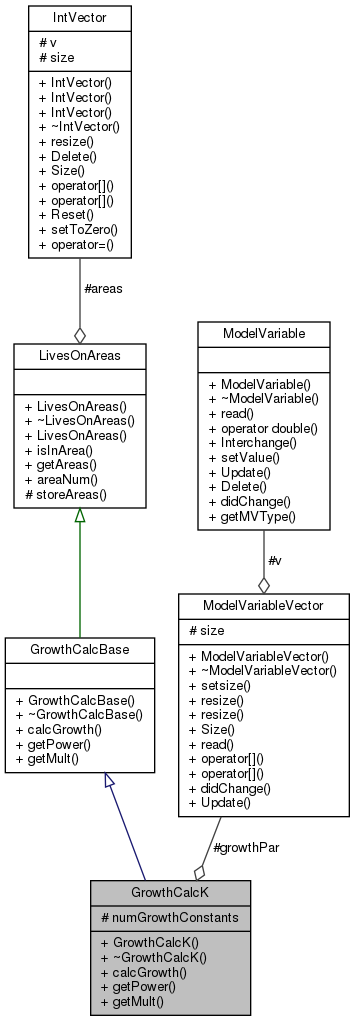 IntVector
# v
# size
+ IntVector()
+ IntVector()
+ IntVector()
+ ~IntVector()
+ resize()
+ Delete()
+ Size()
+ operator[]()
+ operator[]()
+ Reset()
+ setToZero()
+ operator=()
#areas
LivesOnAreas
+ LivesOnAreas()
+ ~LivesOnAreas()
+ LivesOnAreas()
+ isInArea()
+ getAreas()
+ areaNum()
# storeAreas()
ModelVariable
+ ModelVariable()
+ ~ModelVariable()
+ read()
+ operator double()
+ Interchange()
+ setValue()
+ Update()
+ Delete()
+ didChange()
+ getMVType()
#v
GrowthCalcBase
+ GrowthCalcBase()
+ ~GrowthCalcBase()
+ calcGrowth()
+ getPower()
+ getMult()
ModelVariableVector
# size
+ ModelVariableVector()
+ ~ModelVariableVector()
+ setsize()
+ resize()
+ resize()
+ Size()
+ read()
+ operator[]()
+ operator[]()
+ didChange()
+ Update()
#growthPar
GrowthCalcK
# numGrowthConstants
+ GrowthCalcK()
+ ~GrowthCalcK()
+ calcGrowth()
+ getPower()
+ getMult()